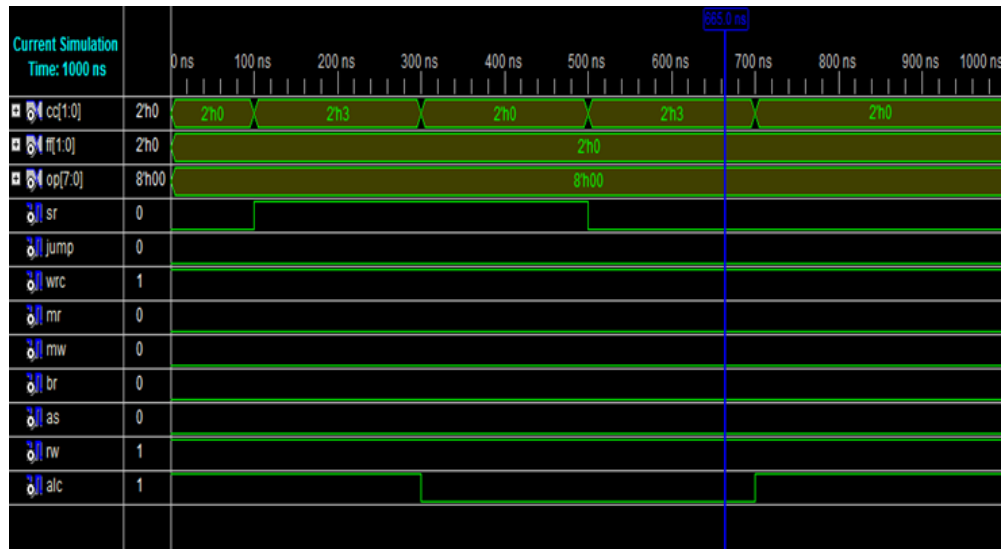 665.0 ns
Current Simulation
Time: 1000 ns
0 ns 100 ns 200 ns 300 ns 400 ns 500 ns 600 ns 700 ns 800 ns 900 ns 1000 ns
cc[1:0] 2'h0 2'h0 2'h3 2'h0 2'h3 2'h0
ff[1:0] 2'h0 2'h0
op[7:0] 8'h00 8'h00
sr 0
jump 0
wrc 1
mr 0
mw 0
br 0
as 0
rw 1
alc 1